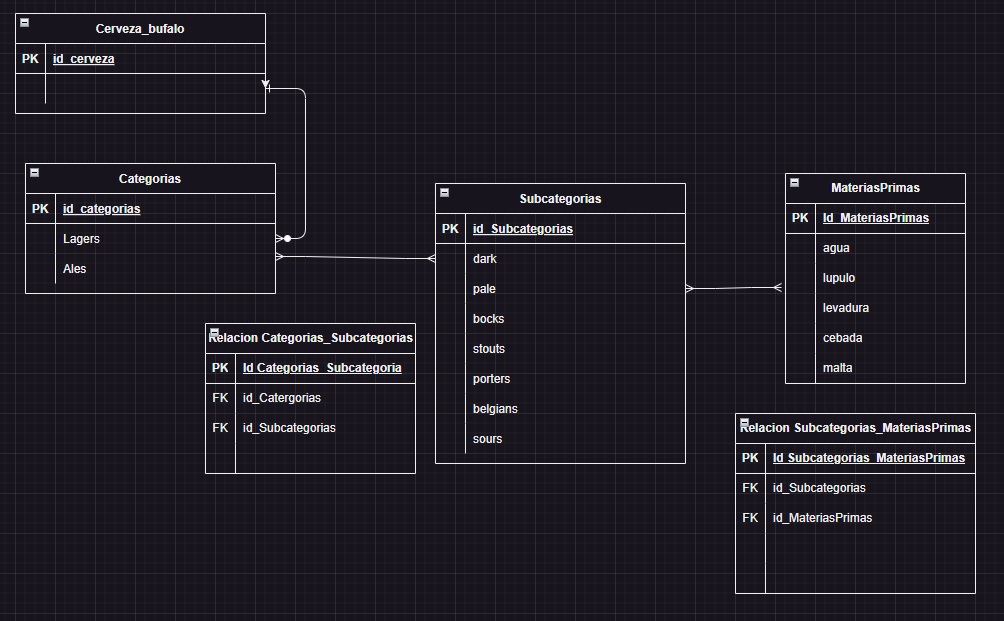 Cerveza_bufalo
PK id_cerveza
Categorias
PK id_categorias
Lagers
Ales
Subcategorias
PK id_Subcategorias
dark
pale
bocks
stouts
porters
belgians
sours
MateriasPrimas
PK Id_MateriasPrimas
agua
lupulo
levadura
cebada
malta
Relacion Categorias_Subcategorias
PK Id Categorias_Subcategoria
FK id_Catergorias
FK id_Subcategorias
Relacion Subcategorias_MateriasPrimas
PK Id Subcategorias_MateriasPrimas
FK id_Subcategorias
FK id_MateriasPrimas